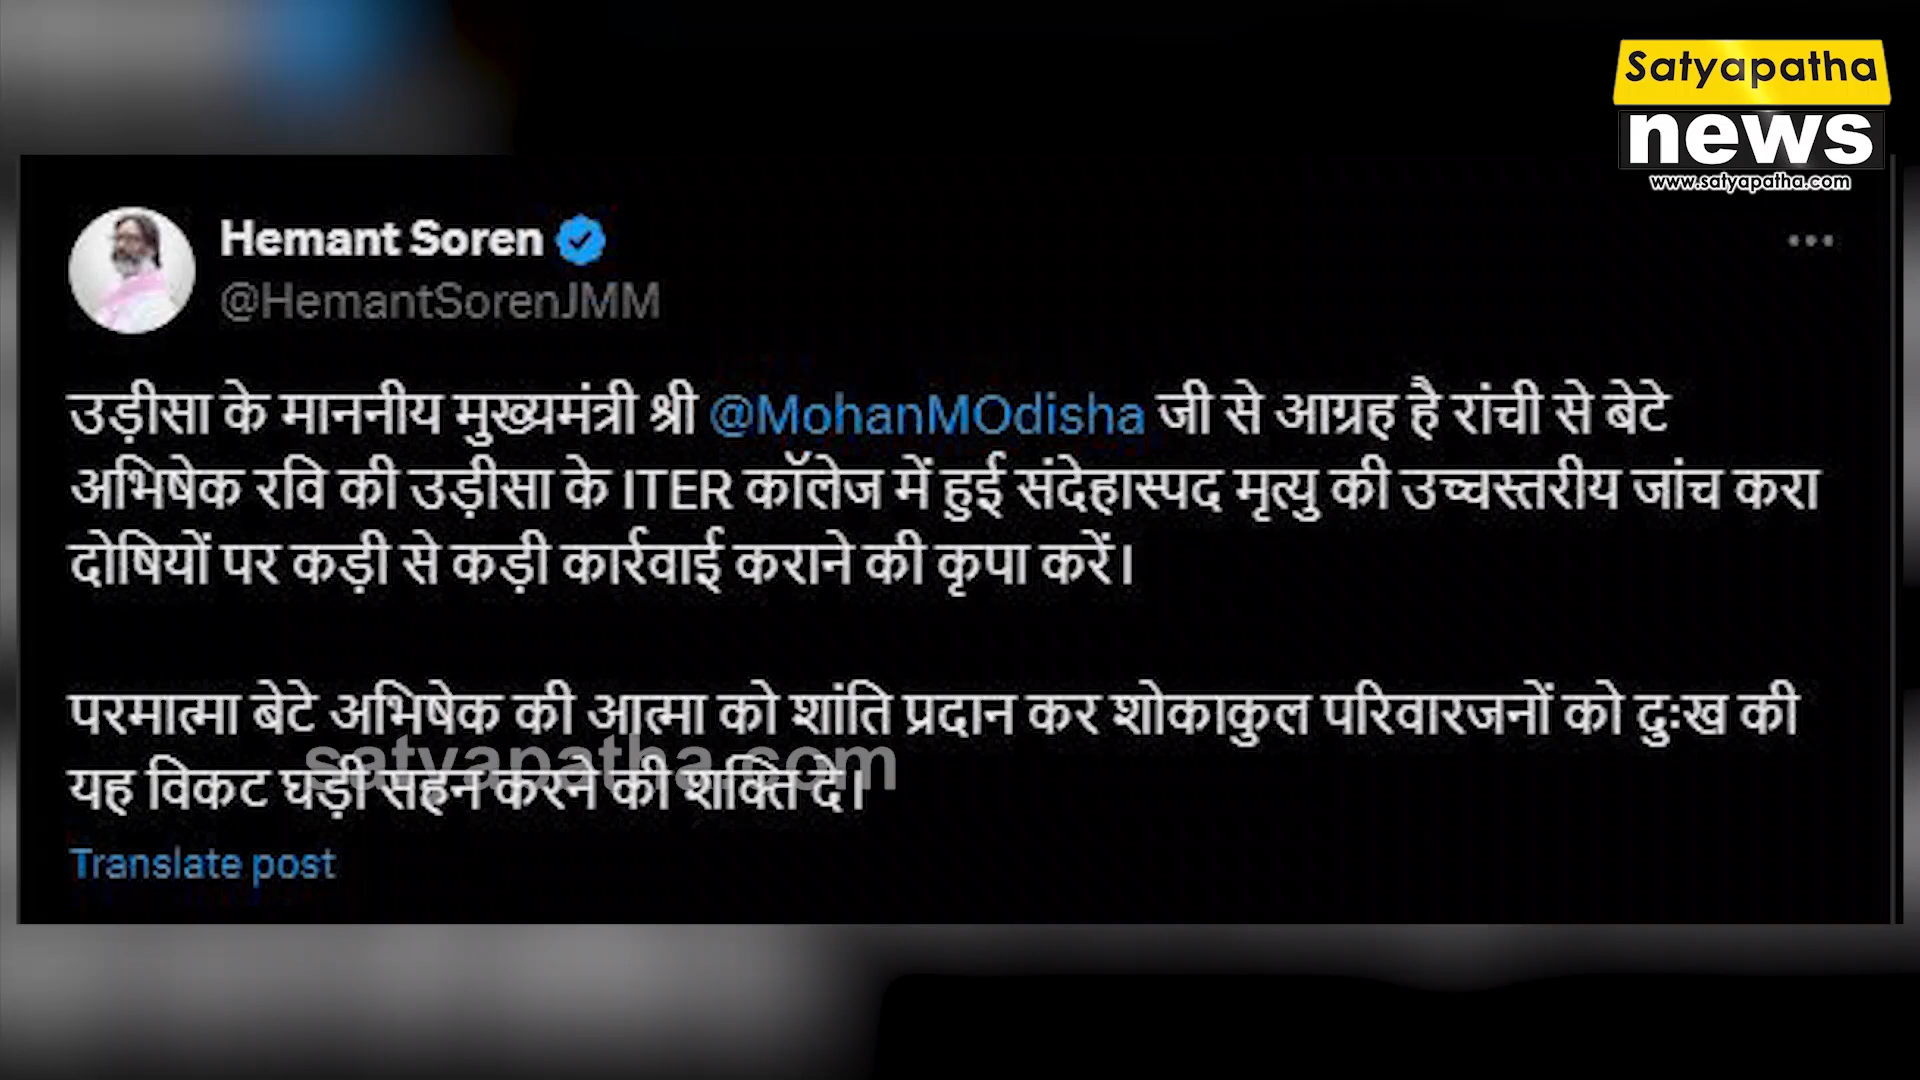 Satyapatha
news
www.satyapatha.com
Hemant Soren
@HemantSorenJMM
उड़ीसा के माननीय मुख्यमंत्री श्री @MohanMOdisha जी से आग्रह है रांची से बेटे
अभिषेक रवि की उड़ीसा के ITER कॉलेज में हुई संदेहास्पद मृत्यु की उच्चस्तरीय जांच करा
दोषियों पर कड़ी से कड़ी कार्रवाई कराने की कृपा करें।
परमात्मा बेटे अभिषेक की आत्मा को शांति प्रदान कर शोकाकुल परिवारजनों को दुःख की
यह विकट घड़ी सहन करने की शक्ति दे।
satyapatha.com
Translate post